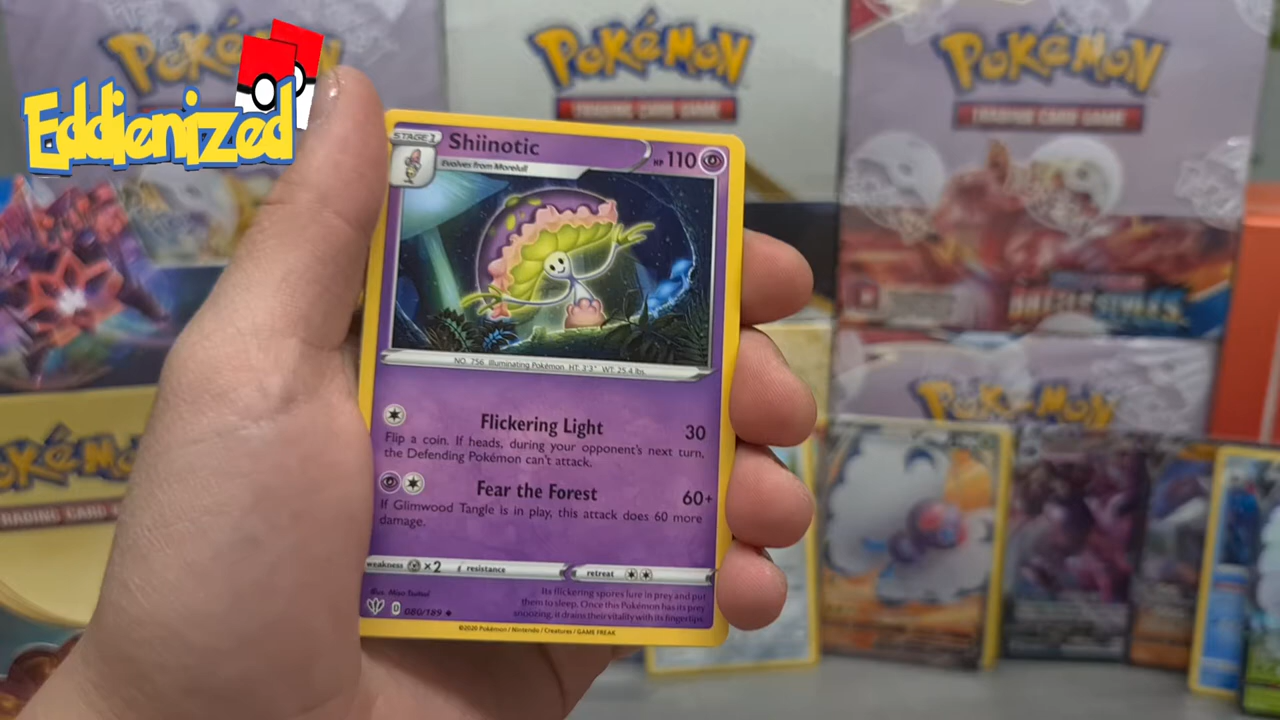 Eddienized
Pokémon
TRADING CARD GAME
Pokémon
TRADING CARD GAME
Pokémon
TRADING CARD GAME
BATTLE STYLES
Pokémon
STAGE 1
Shiinotic
HP 110
Evolves from Morelull
NO. 756 Illuminating Pokémon HT: 3'3" WT: 25.4 lbs.
Flickering Light 30
Flip a coin. If heads, during your opponent's next turn,
the Defending Pokémon can't attack.
Fear the Forest 60+
If Glimwood Tangle is in play, this attack does 60 more
damage.
weakness ×2 resistance retreat
Its flickering spores lure in prey and put
them to sleep. Once this Pokémon has its prey
snoozing, it drains their vitality with its fingertips.
080/189
©2020 Pokémon / Nintendo / Creatures / GAME FREAK